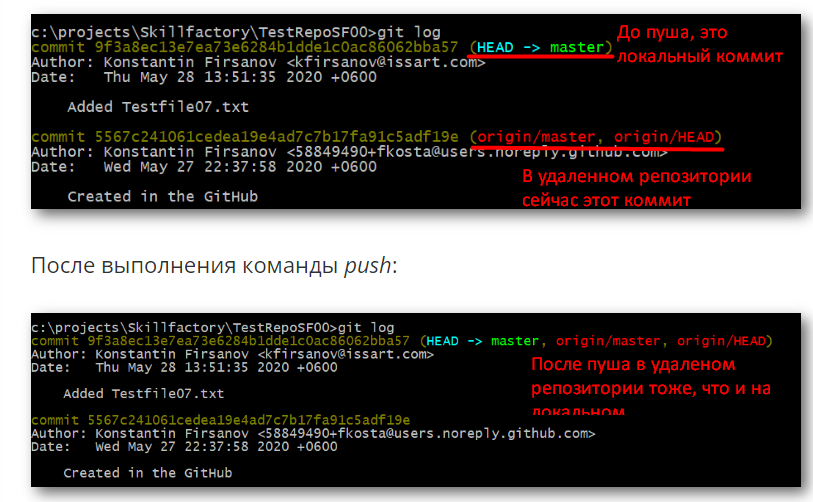 c:\projects\Skillfactory\TestRepoSF00>git log
commit 9f3a8ec13e7ea73e6284b1dde1c0ac86062bba57 (HEAD -> master)
До пуша, это
локальный коммит
Author: Konstantin Firsanov <kfirsanov@issart.com>
Date:   Thu May 28 13:51:35 2020 +0600
Added Testfile07.txt
commit 5567c241061cedea19e4ad7c7b17fa91c5adf19e (origin/master, origin/HEAD)
Author: Konstantin Firsanov <58849490+fkosta@users.noreply.github.com>
Date:   Wed May 27 22:37:58 2020 +0600
В удаленном репозитории
сейчас этот коммит
Created in the GitHub
После выполнения команды push:
c:\projects\Skillfactory\TestRepoSF00>git log
commit 9f3a8ec13e7ea73e6284b1dde1c0ac86062bba57 (HEAD -> master, origin/master, origin/HEAD)
Author: Konstantin Firsanov <kfirsanov@issart.com>
Date:   Thu May 28 13:51:35 2020 +0600
После пуша в удаленом
репозитории тоже, что и на
локальном
Added Testfile07.txt
commit 5567c241061cedea19e4ad7c7b17fa91c5adf19e
Author: Konstantin Firsanov <58849490+fkosta@users.noreply.github.com>
Date:   Wed May 27 22:37:58 2020 +0600
Created in the GitHub